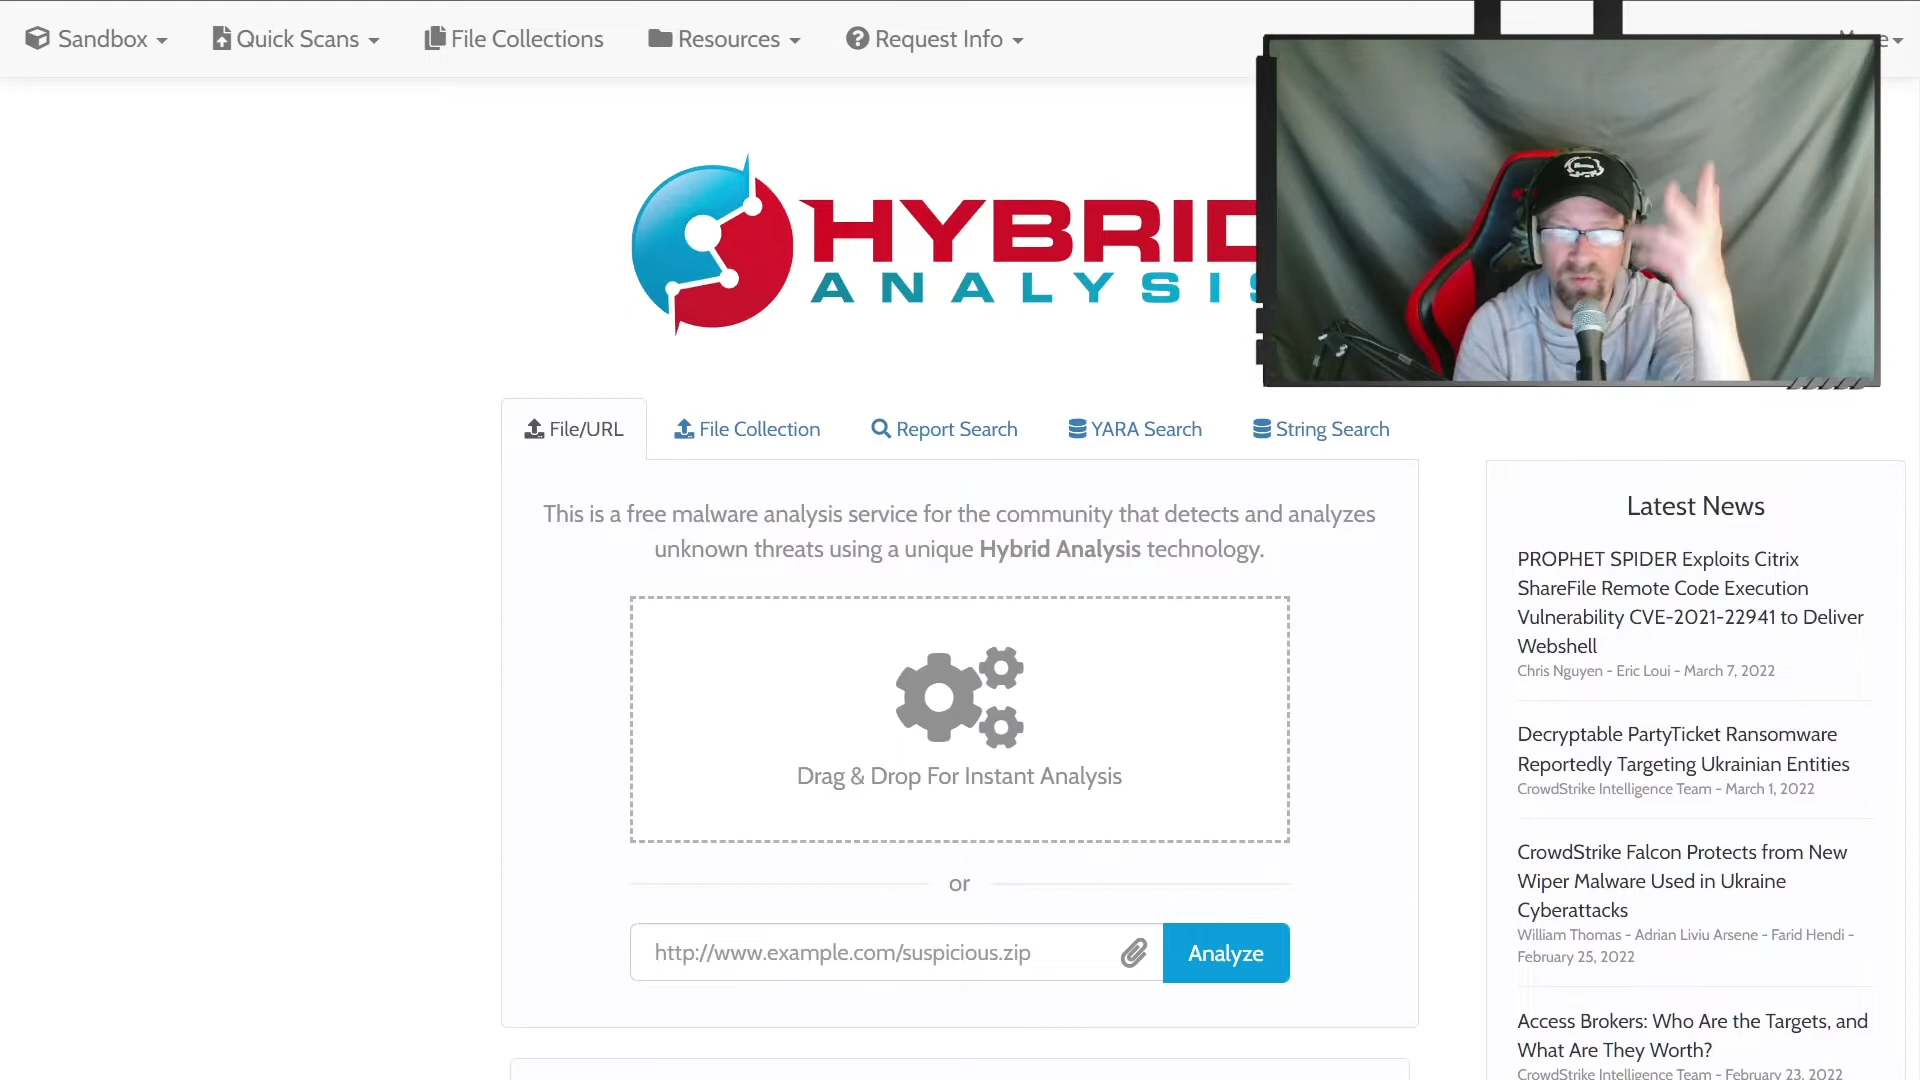 Sandbox
Quick Scans
File Collections
Resources
Request Info
HYBRID
ANALYSIS
File/URL
File Collection
Report Search
YARA Search
String Search
This is a free malware analysis service for the community that detects and analyzes
unknown threats using a unique Hybrid Analysis technology.
Drag & Drop For Instant Analysis
or
http://www.example.com/suspicious.zip
Analyze
Latest News
PROPHET SPIDER Exploits Citrix
ShareFile Remote Code Execution
Vulnerability CVE-2021-22941 to Deliver
Webshell
Chris Nguyen - Eric Loui - March 7, 2022
Decryptable PartyTicket Ransomware
Reportedly Targeting Ukrainian Entities
CrowdStrike Intelligence Team - March 1, 2022
CrowdStrike Falcon Protects from New
Wiper Malware Used in Ukraine
Cyberattacks
William Thomas - Adrian Liviu Arsene - Farid Hendi -
February 25, 2022
Access Brokers: Who Are the Targets, and
What Are They Worth?
CrowdStrike Intelligence Team - February 23, 2022